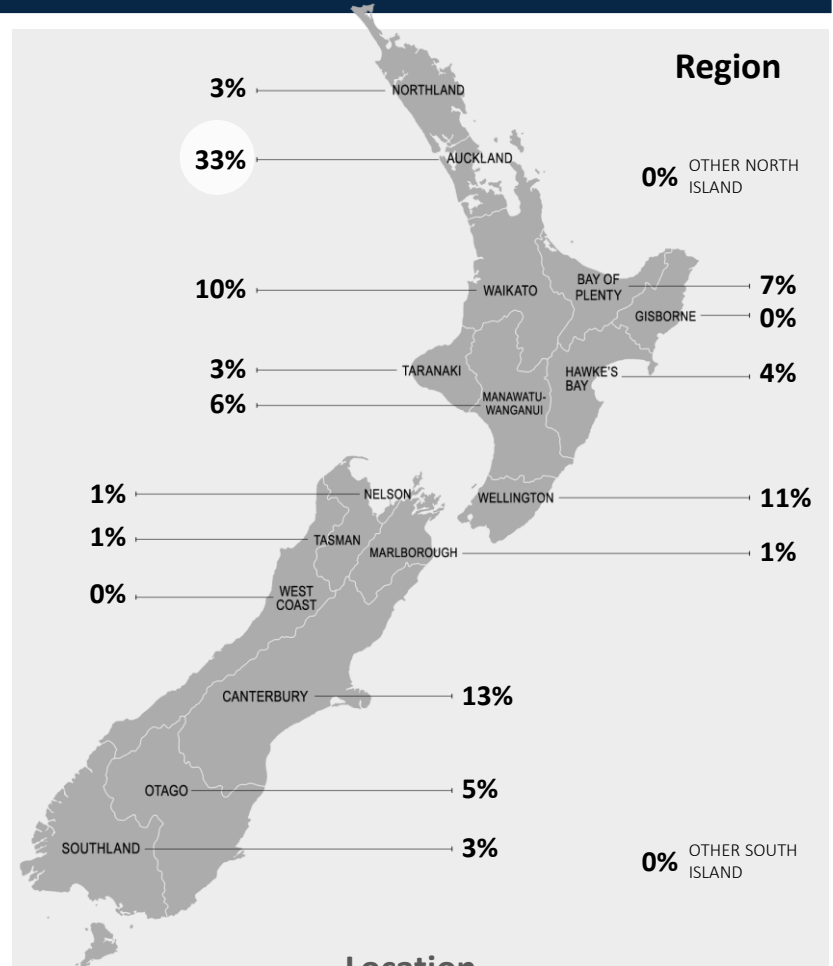 Region
3%
NORTHLAND
33%
AUCKLAND
0%
OTHER NORTH
ISLAND
10%
WAIKATO
BAY OF
PLENTY
7%
GISBORNE
0%
3%
TARANAKI
HAWKE'S
BAY
4%
6%
MANAWATU-
WANGANUI
1%
NELSON
WELLINGTON
11%
1%
TASMAN
MARLBOROUGH
1%
0%
WEST
COAST
CANTERBURY
13%
OTAGO
5%
SOUTHLAND
3%
0%
OTHER SOUTH
ISLAND
Location